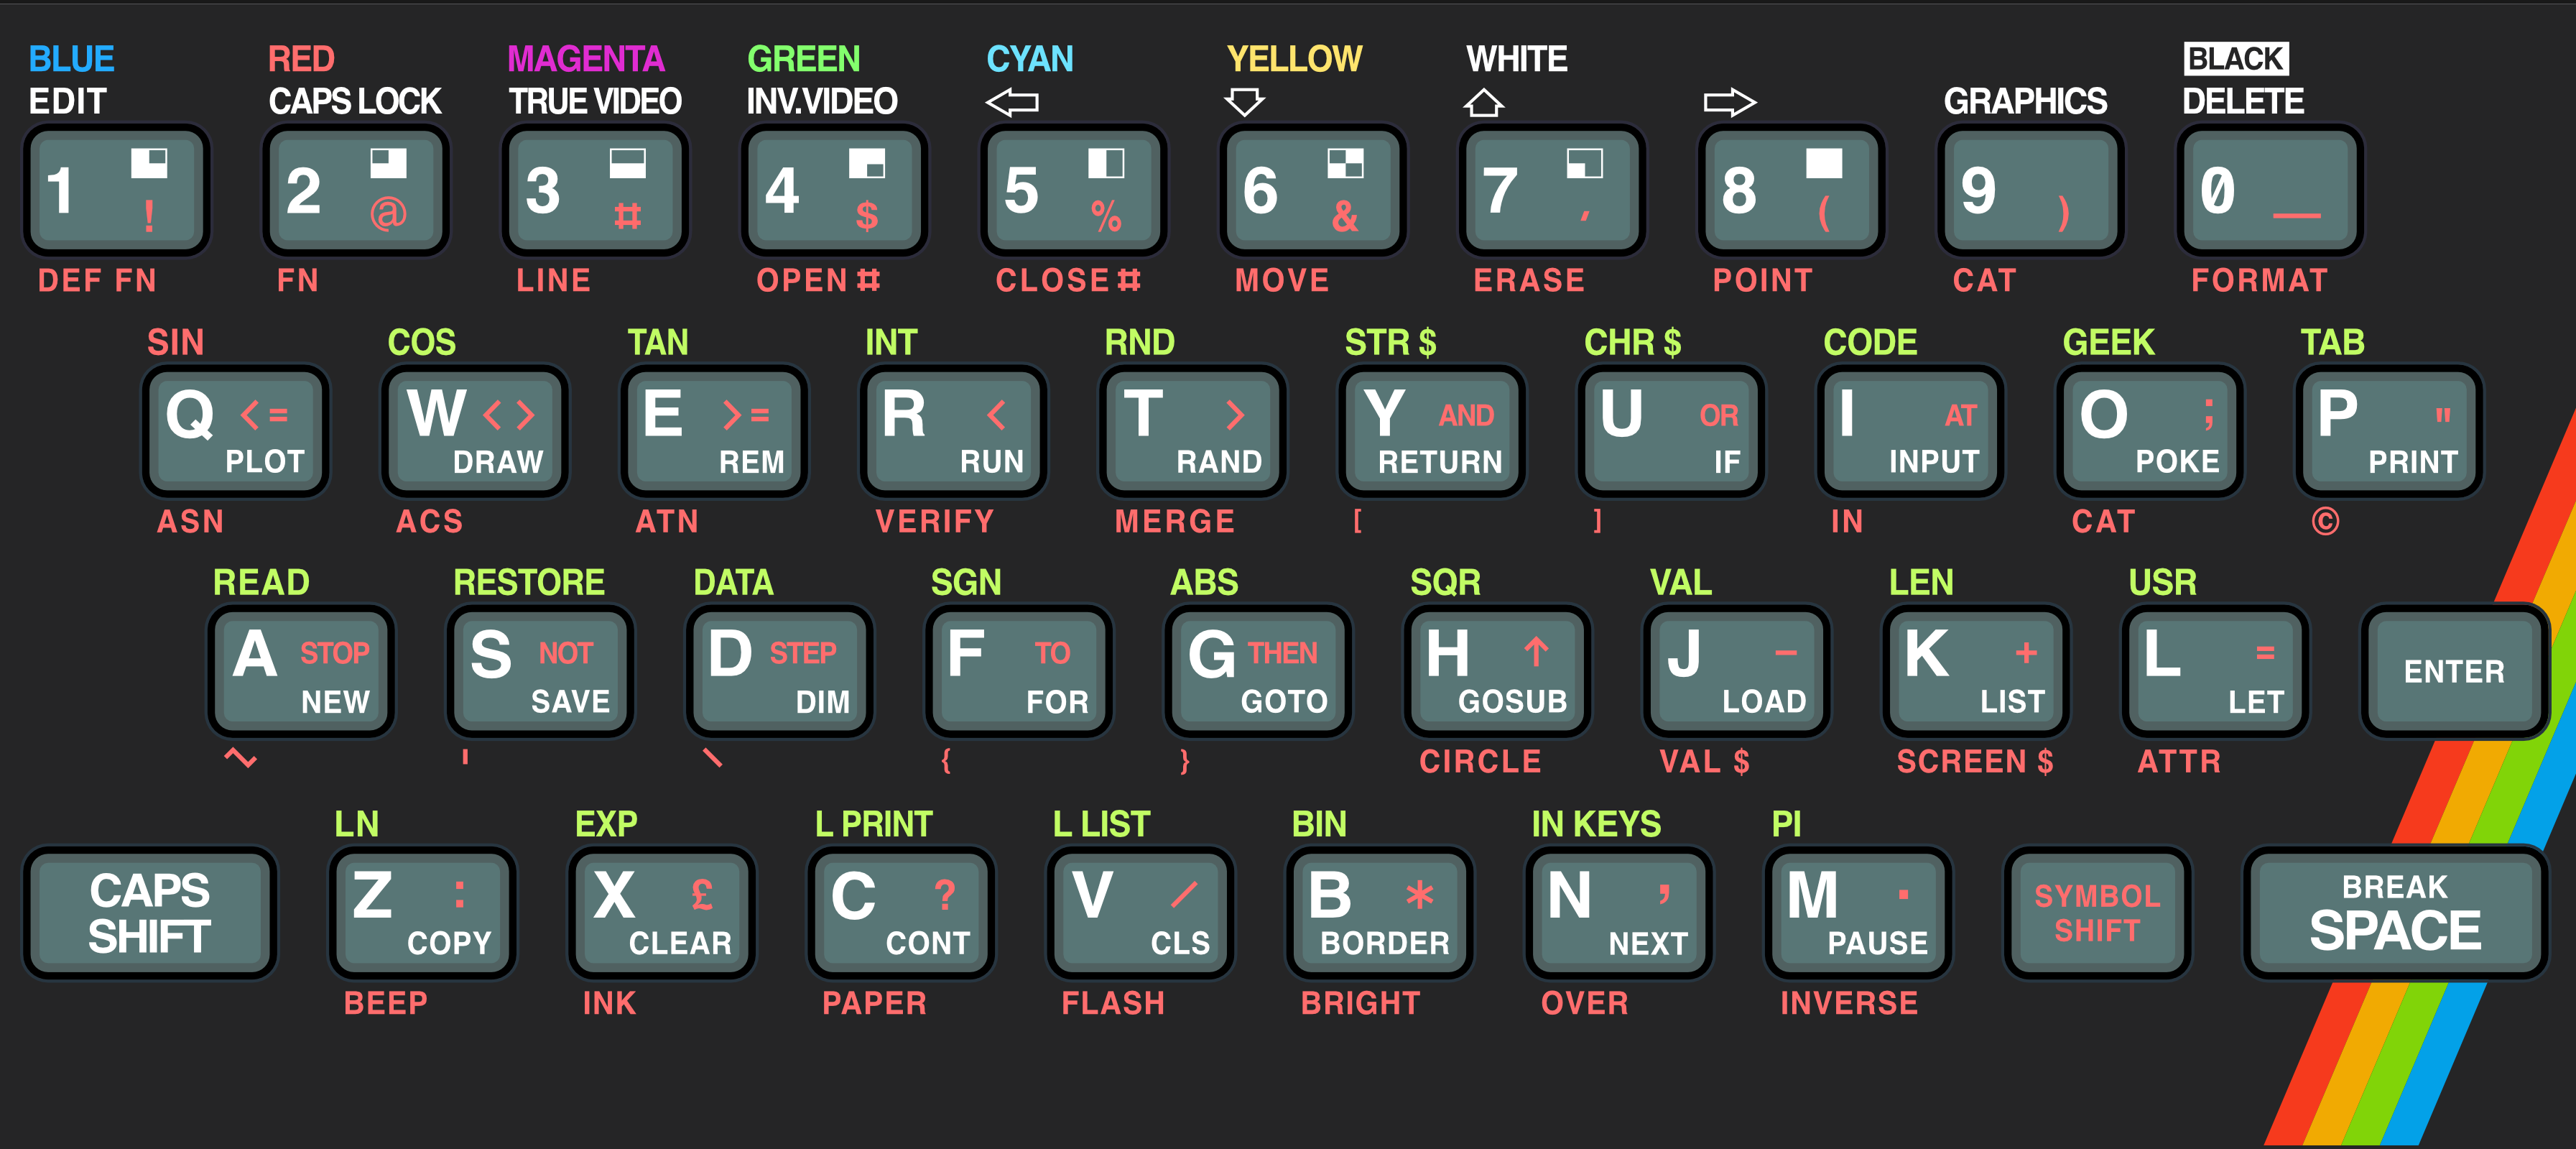 BLUE RED MAGENTA GREEN CYAN YELLOW WHITE BLACK
EDIT CAPS LOCK TRUE VIDEO INV.VIDEO ⇦ ⇩ ⇧ ⇨ GRAPHICS DELETE
1 ! 2 @ 3 # 4 $ 5 % 6 & 7 ' 8 ( 9 ) 0 _
DEF FN FN LINE OPEN # CLOSE # MOVE ERASE POINT CAT FORMAT
SIN COS TAN INT RND STR $ CHR $ CODE GEEK TAB
Q <= W <> E >= R < T > Y AND U OR I AT O ; P "
PLOT DRAW REM RUN RAND RETURN IF INPUT POKE PRINT
ASN ACS ATN VERIFY MERGE [ ] IN CAT ©
READ RESTORE DATA SGN ABS SQR VAL LEN USR
A STOP S NOT D STEP F TO G THEN H ↑ J − K + L = ENTER
NEW SAVE DIM FOR GOTO GOSUB LOAD LIST LET
~ | \ { } CIRCLE VAL $ SCREEN $ ATTR
LN EXP L PRINT L LIST BIN IN KEYS PI
CAPS Z : X £ C ? V / B * N , M . SYMBOL BREAK
SHIFT COPY CLEAR CONT CLS BORDER NEXT PAUSE SHIFT SPACE
BEEP INK PAPER FLASH BRIGHT OVER INVERSE